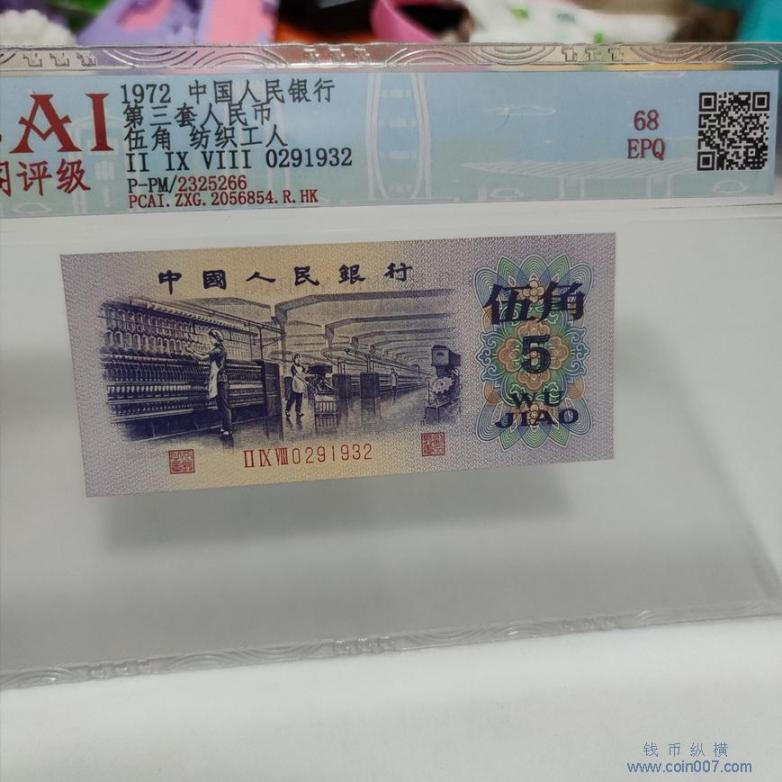 AI
评级
1972 中国人民银行
第三套人民币
伍角 纺织工人
II IX VIII 0291932
P-PM/2325266
PCAI.ZXG.2056854.R.HK
68
EPQ
中國人民銀行
伍角
5
WU
JIAO
II IX VIII 0291932
钱币纵横
www.coin007.com